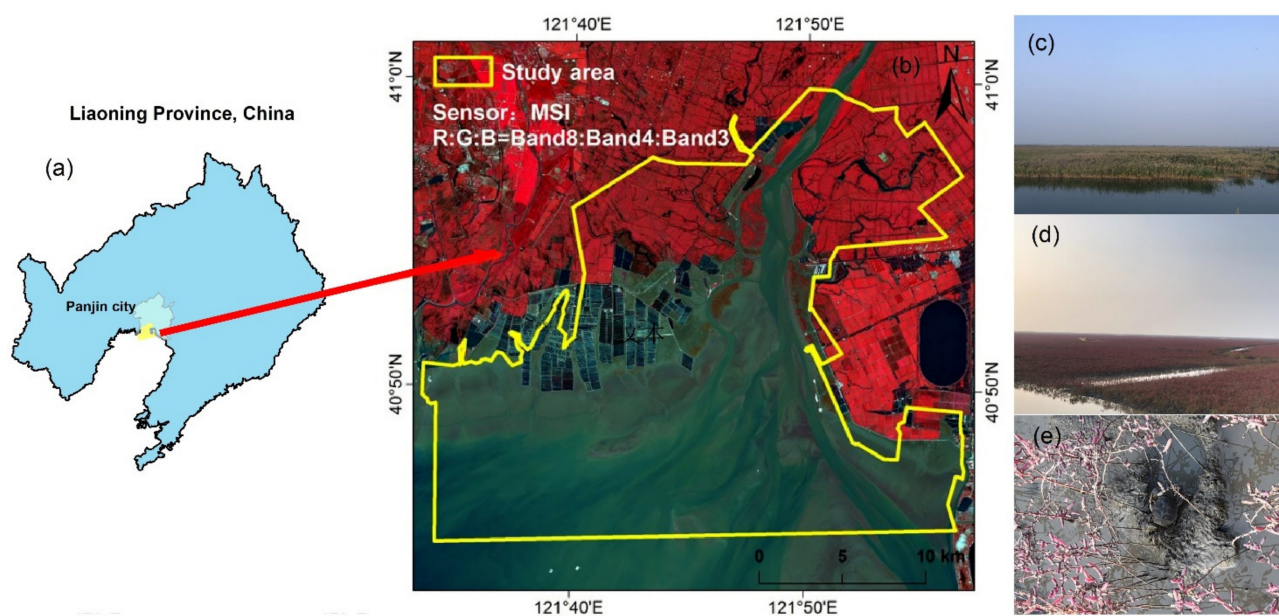 Liaoning Province, China
(a)
Panjin city
121°40'E
121°50'E
41°0'N
41°0'N
40°50'N
40°50'N
Study area
Sensor：MSI
R:G:B=Band8:Band4:Band3
(b)
N
0
5
10 km
121°40'E
121°50'E
(c)
(d)
(e)